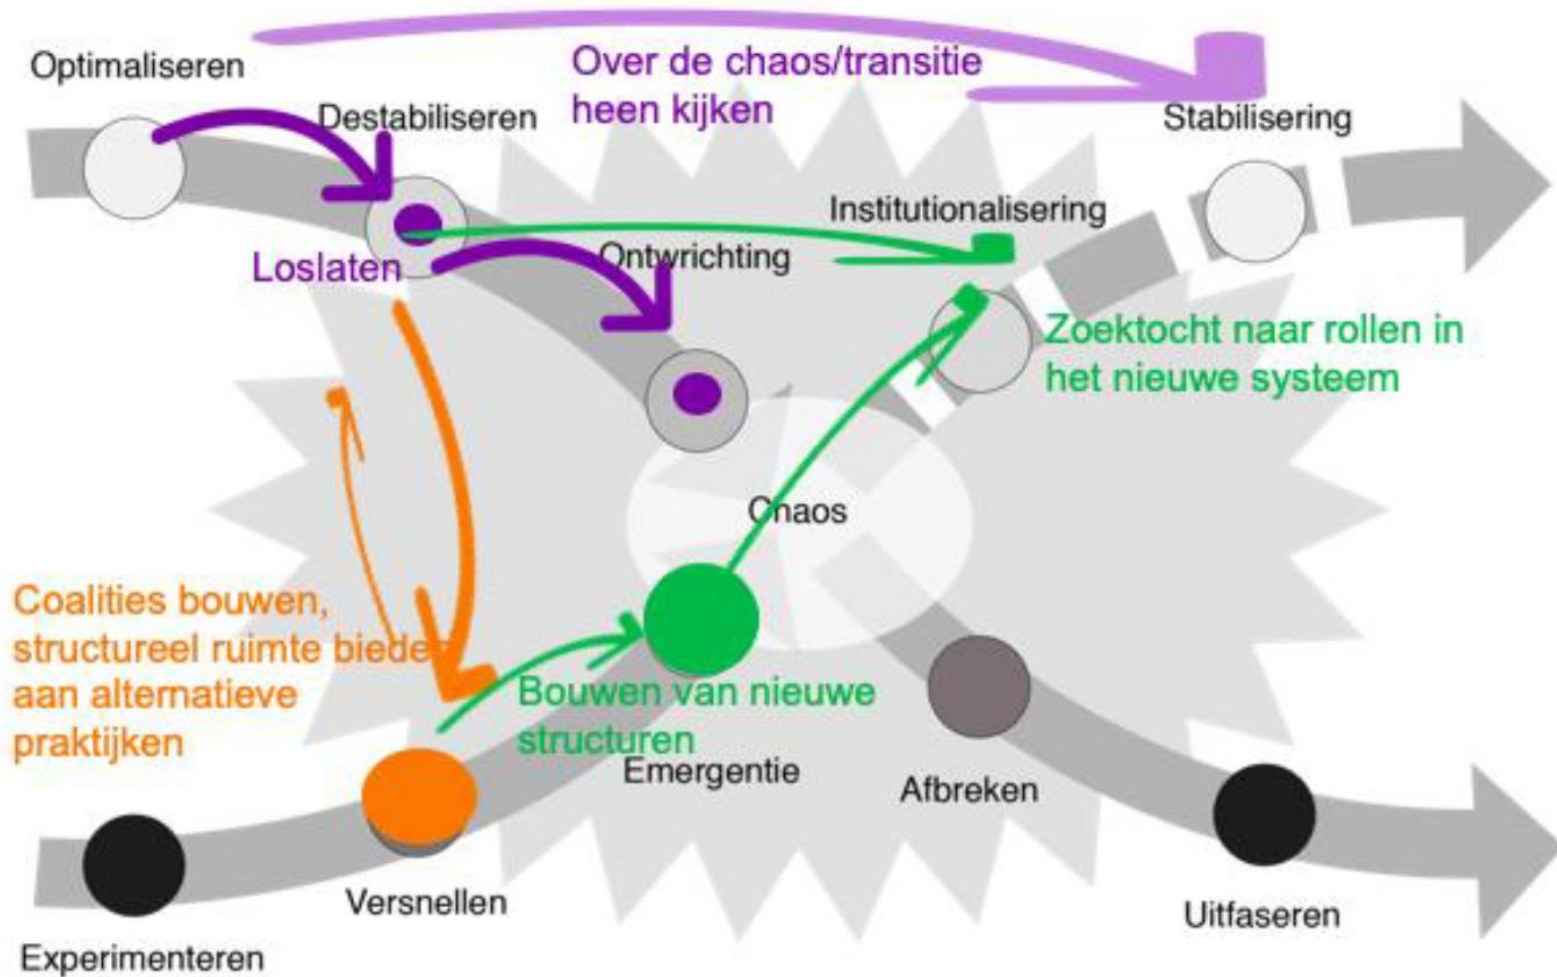 Optimaliseren
Over de chaos/transitie
heen kijken
Destabiliseren
Stabilisering
Institutionalisering
Ontwrichting
Loslaten
Zoektocht naar rollen in
het nieuwe systeem
Chaos
Coalities bouwen,
structureel ruimte bieden
aan alternatieve
praktijken
Bouwen van nieuwe
structuren
Emergentie
Afbreken
Versnellen
Uitfaseren
Experimenteren